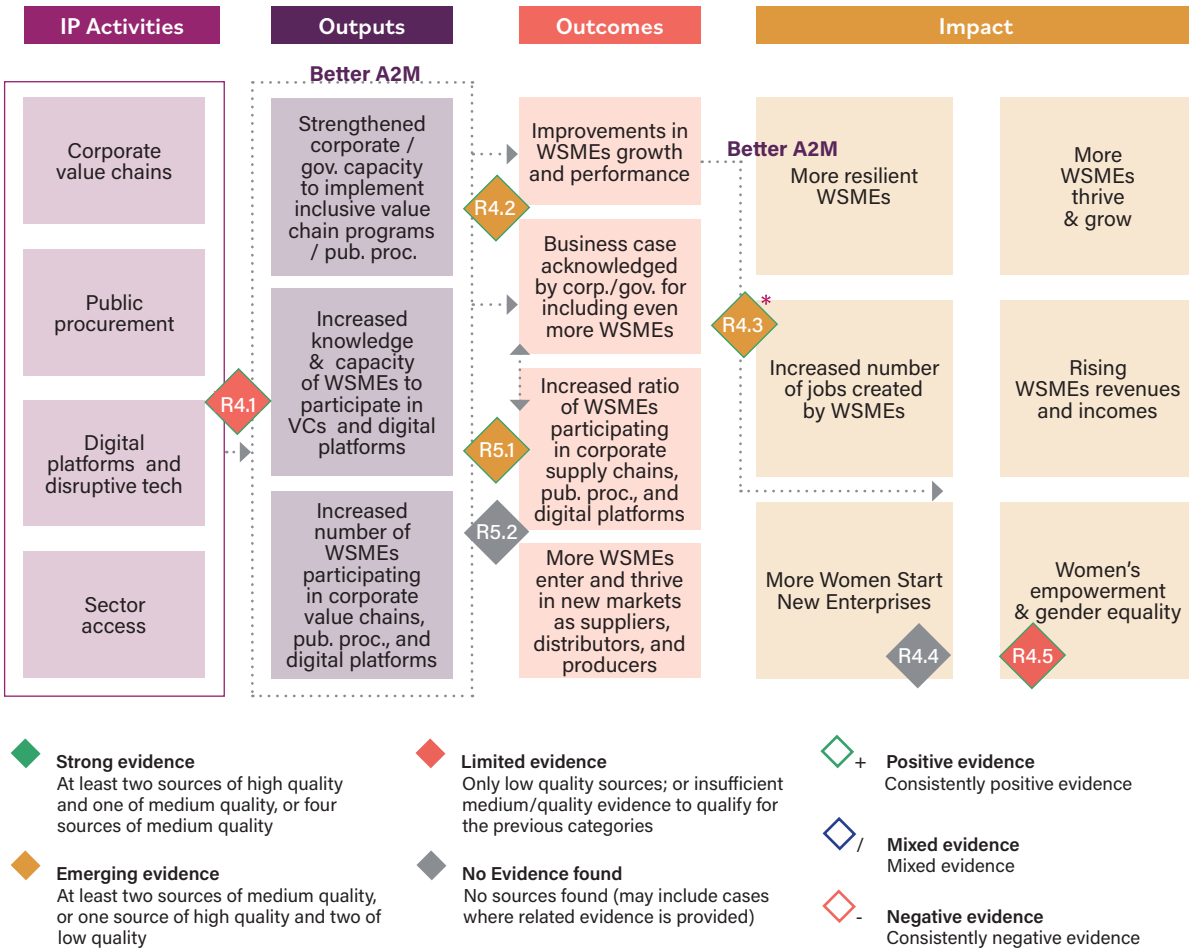 IP Activities
Outputs
Outcomes
Impact
Corporate
value chains
Public
procurement
Digital
platforms and
disruptive tech
Sector
access
R4.1
Better A2M
Strengthened
corporate /
gov. capacity
to implement
inclusive value
chain programs
/ pub. proc.
Increased
knowledge
& capacity
of WSMEs to
participate in
VCs and digital
platforms
Increased
number of
WSMEs
participating
in corporate
value chains,
pub. proc., and
digital platforms
R4.2
R5.1
R5.2
Improvements in
WSMEs growth
and performance
Business case
acknowledged
by corp./gov. for
including even
more WSMEs
Increased ratio
of WSMEs
participating
in corporate
supply chains,
pub. proc., and
digital platforms
More WSMEs
enter and thrive
in new markets
as suppliers,
distributors, and
producers
Better A2M
R4.3
*
More resilient
WSMEs
More
WSMEs
thrive
& grow
Increased number
of jobs created
by WSMEs
Rising
WSMEs revenues
and incomes
More Women Start
New Enterprises
R4.4
Women's
empowerment
& gender equality
R4.5
Strong evidence
At least two sources of high quality
and one of medium quality, or four
sources of medium quality
Emerging evidence
At least two sources of medium quality,
or one source of high quality and two of
low quality
Limited evidence
Only low quality sources; or insufficient
medium/quality evidence to qualify for
the previous categories
No Evidence found
No sources found (may include cases
where related evidence is provided)
+ Positive evidence
Consistently positive evidence
/ Mixed evidence
Mixed evidence
- Negative evidence
Consistently negative evidence